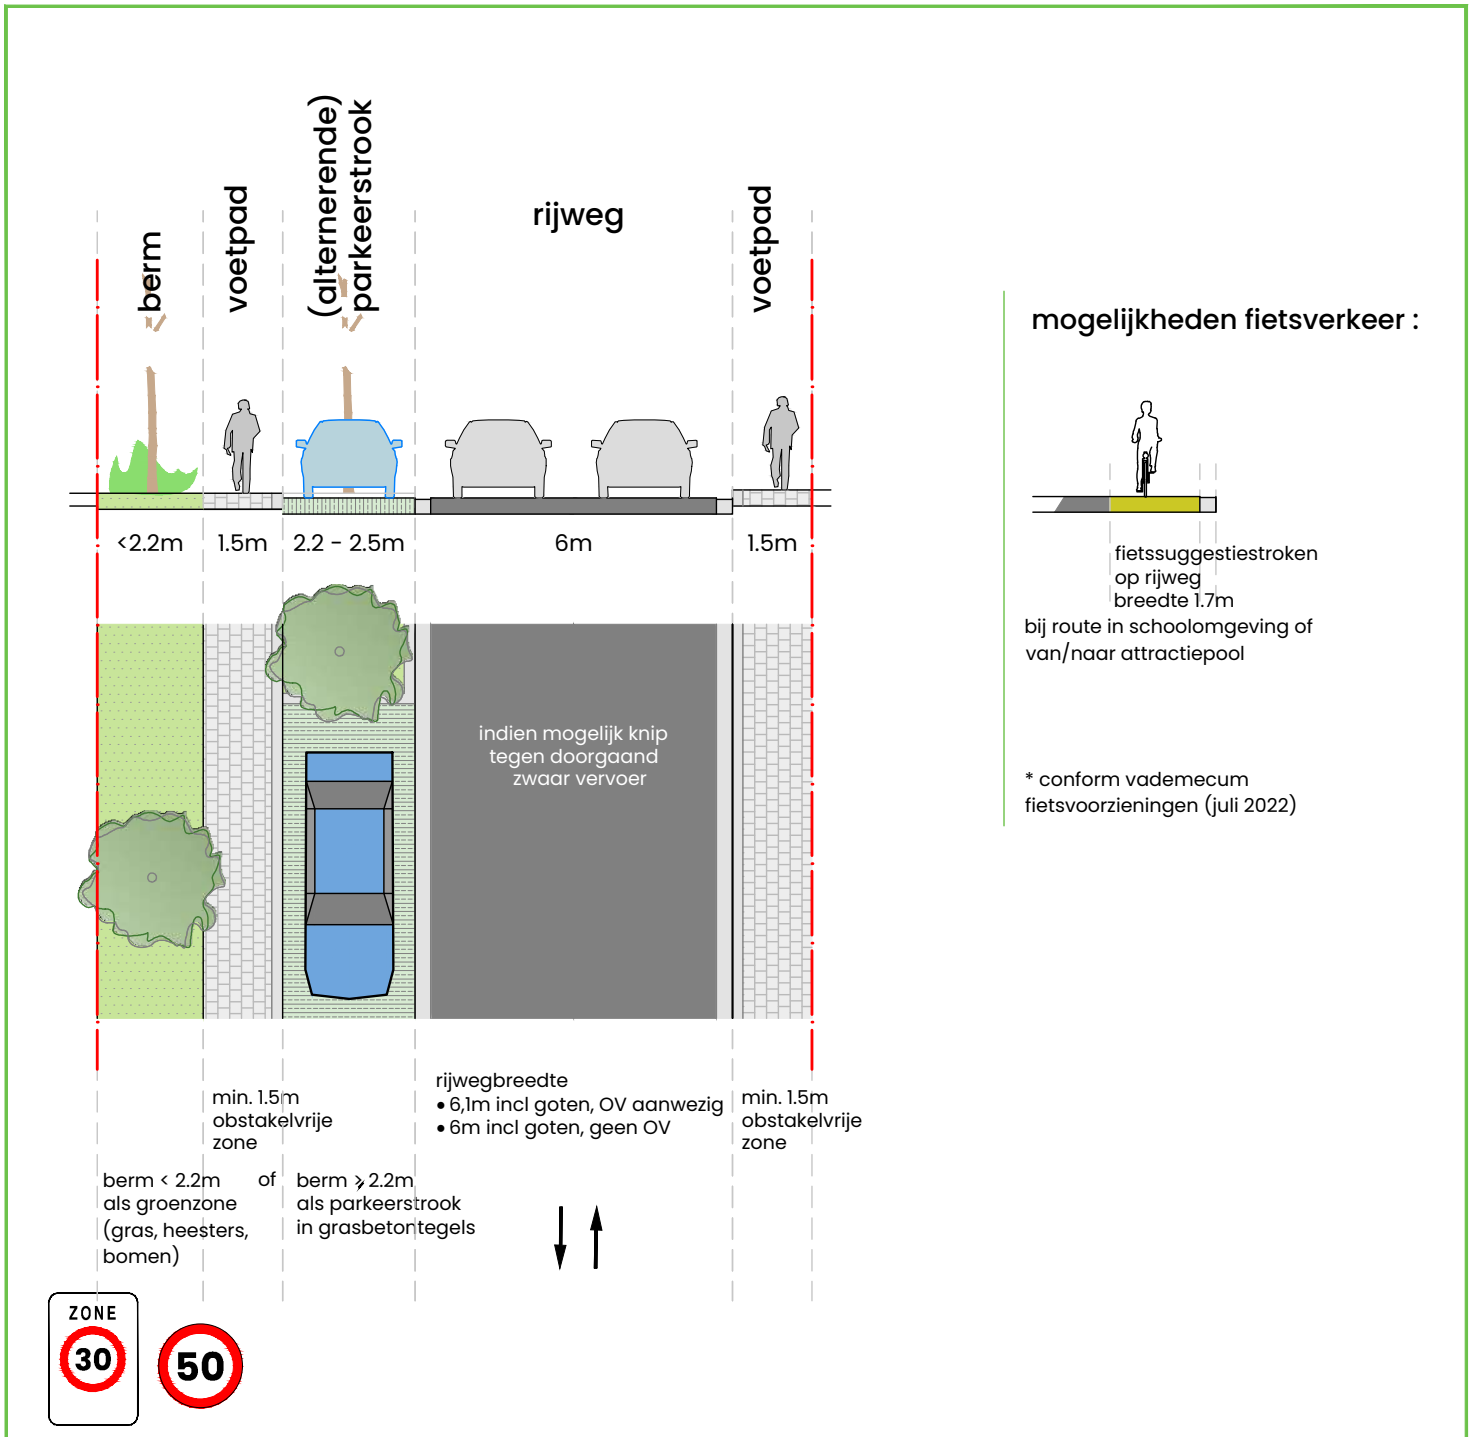 berm
voetpad
(alternerende)
parkeerstrook
rijweg
voetpad
mogelijkheden fietsverkeer :
<2.2m
1.5m
2.2 - 2.5m
6m
1.5m
fietssuggestiestroken
op rijweg
breedte 1.7m
bij route in schoolomgeving of
van/naar attractiepool
indien mogelijk knip
tegen doorgaand
zwaar vervoer
* conform vademecum
fietsvoorzieningen (juli 2022)
min. 1.5m
obstakelvrije
zone
rijwegbreedte
• 6,1m incl goten, OV aanwezig
• 6m incl goten, geen OV
min. 1.5m
obstakelvrije
zone
berm < 2.2m
als groenzone
(gras, heesters,
bomen)
of
berm ⩾ 2.2m
als parkeerstrook
in grasbetontegels
ZONE
30
50